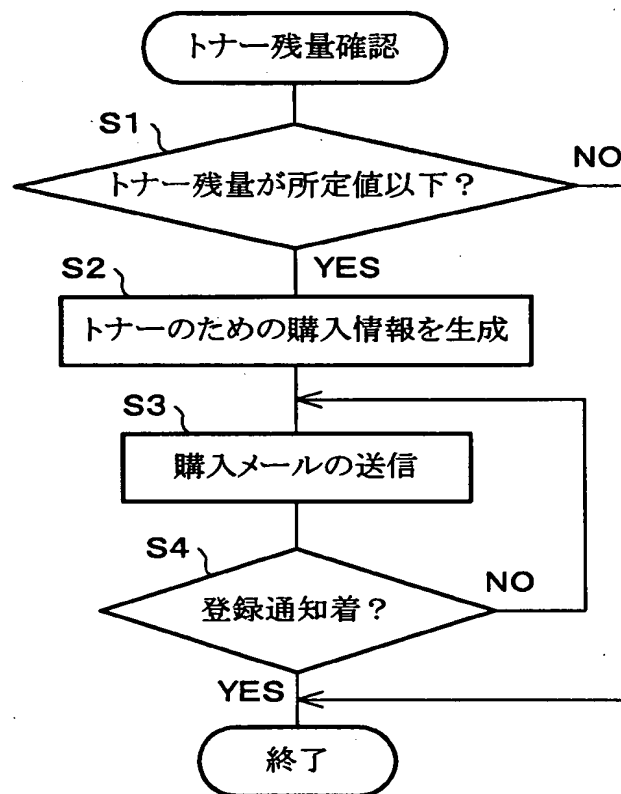 トナー残量確認
S1
トナー残量が所定値以下?
NO
YES
S2
トナーのための購入情報を生成
S3
購入メールの送信
S4
登録通知着?
NO
YES
終了